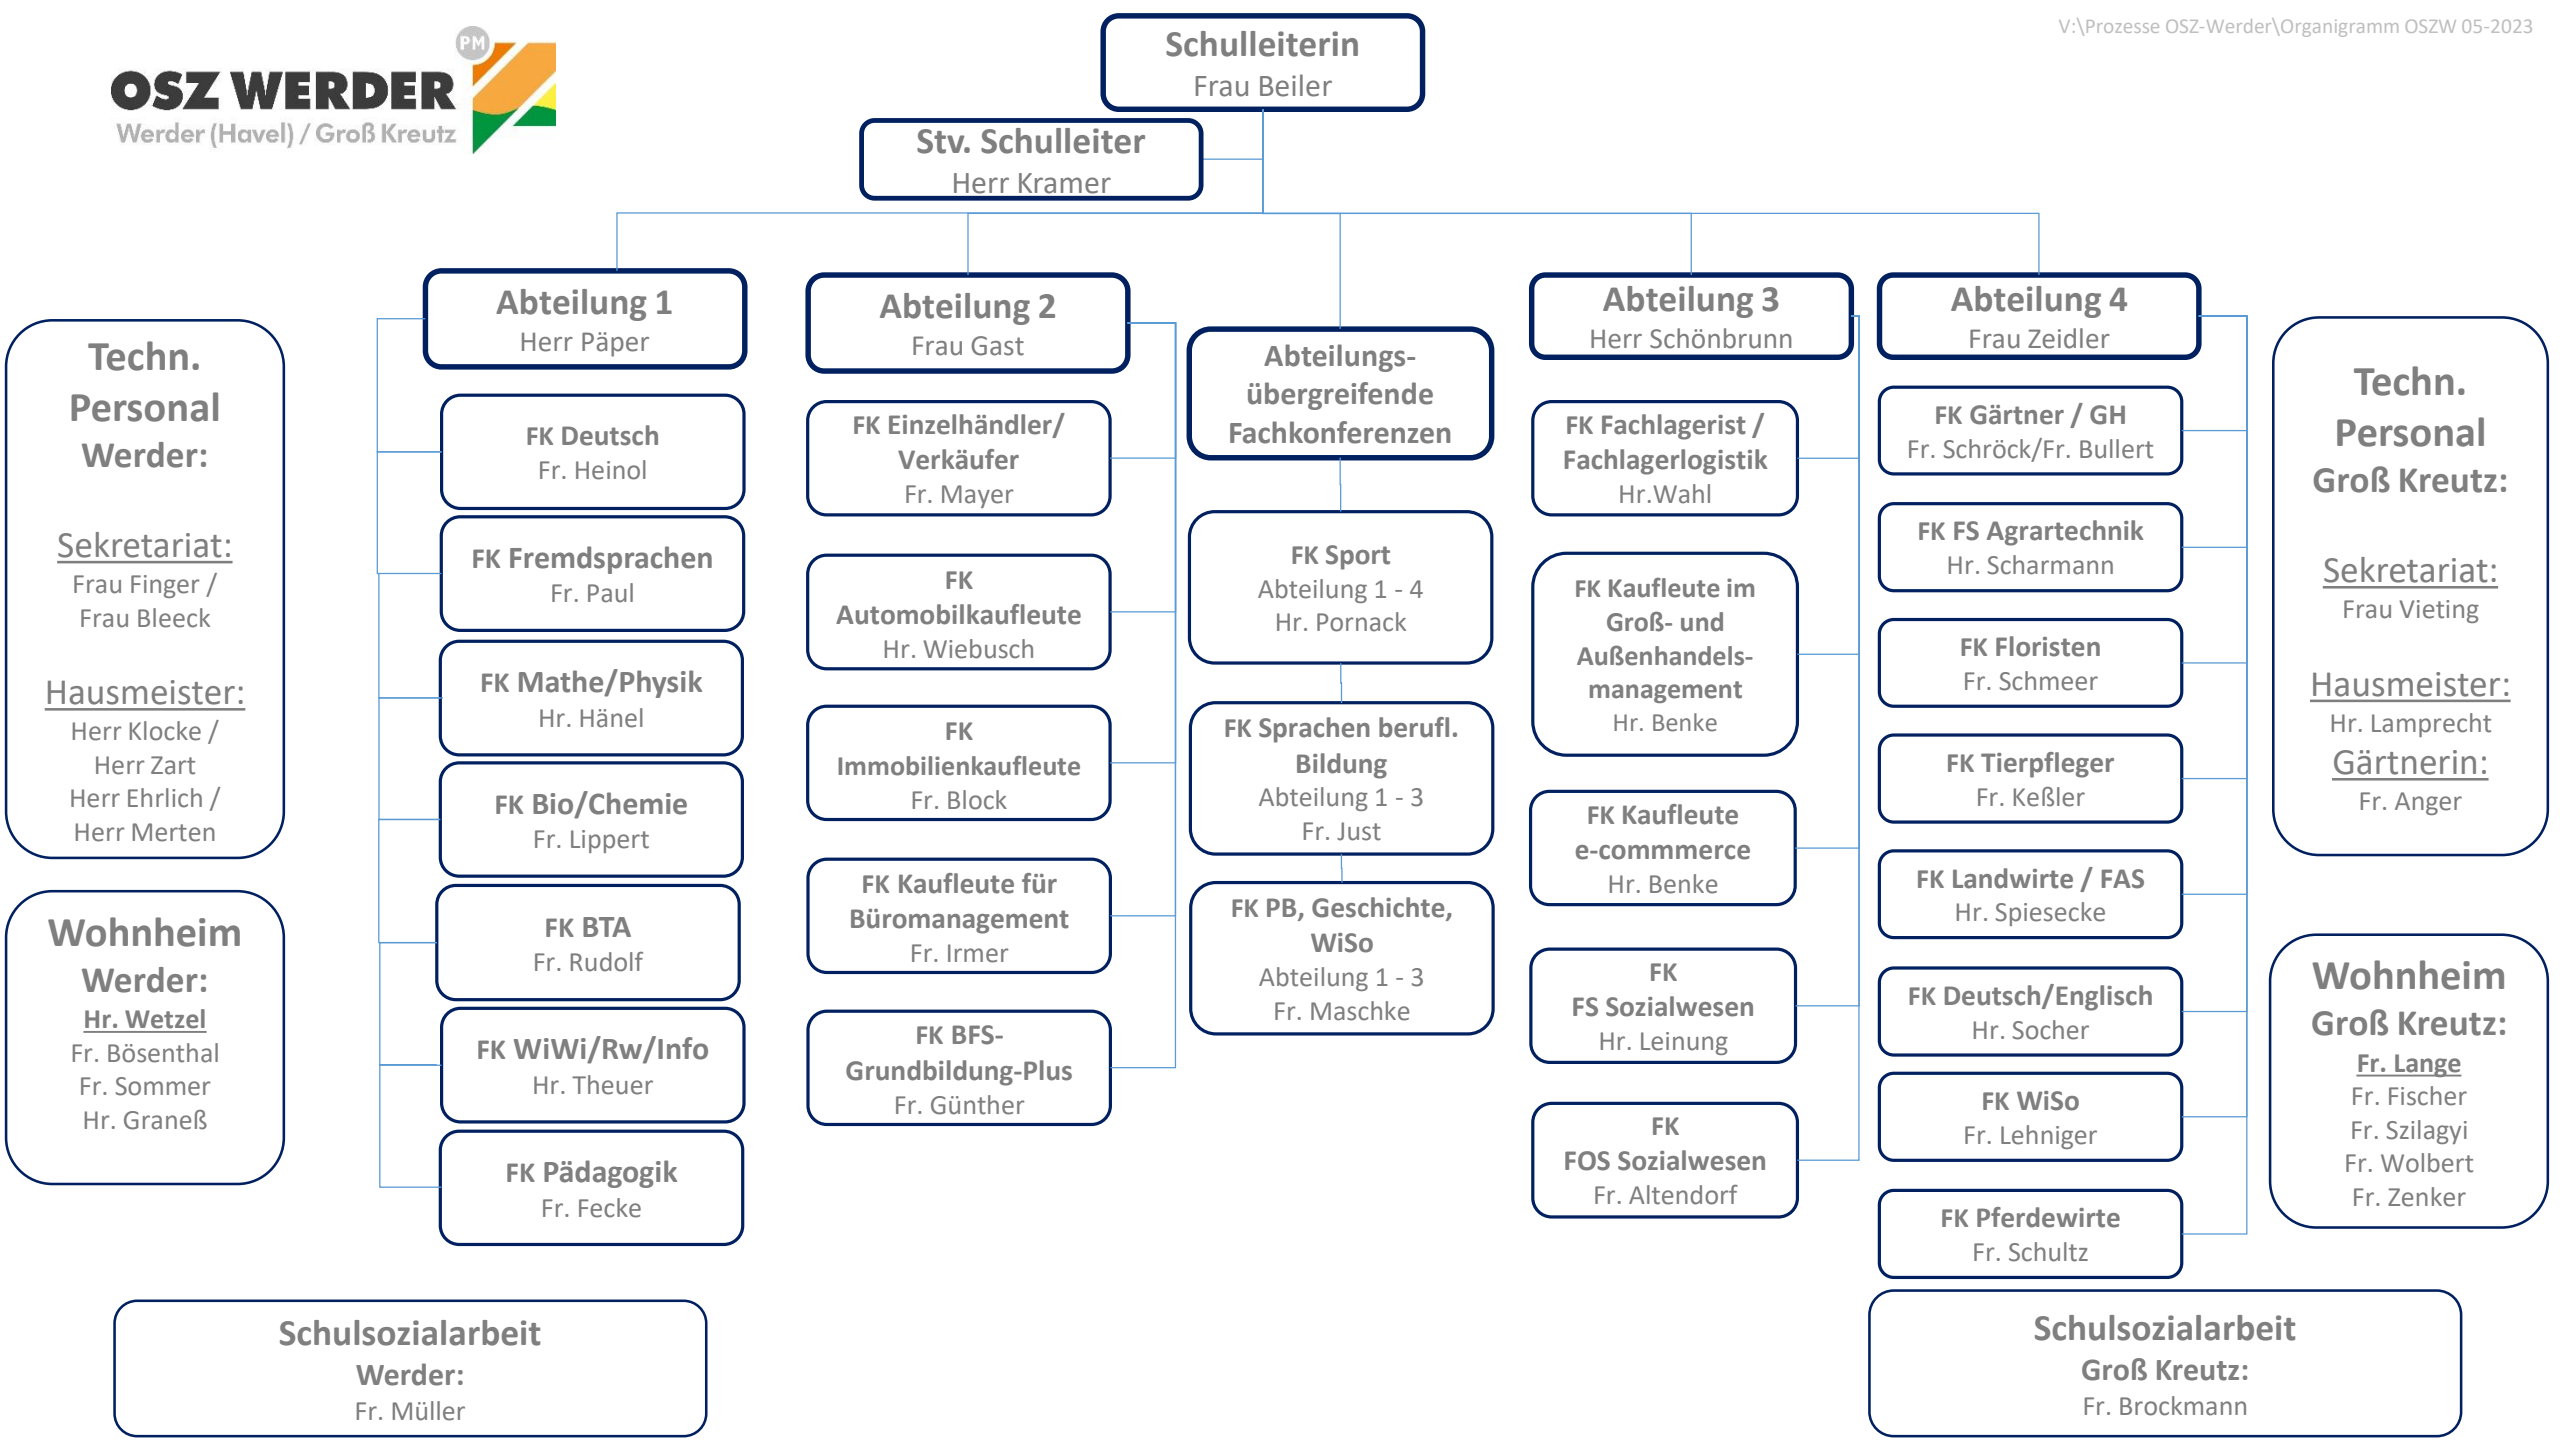 V:\Prozesse OSZ-Werder\Organigramm OSZW 05-2023
PM
OSZ WERDER
Werder (Havel) / Groß Kreutz
Schulleiterin
Frau Beiler
Stv. Schulleiter
Herr Kramer
Techn.
Personal
Werder:
Sekretariat:
Frau Finger /
Frau Bleeck
Hausmeister:
Herr Klocke /
Herr Zart
Herr Ehrlich /
Herr Merten
Wohnheim
Werder:
Hr. Wetzel
Fr. Bösenthal
Fr. Sommer
Hr. Graneß
Abteilung 1
Herr Päper
FK Deutsch
Fr. Heinol
FK Fremdsprachen
Fr. Paul
FK Mathe/Physik
Hr. Hänel
FK Bio/Chemie
Fr. Lippert
FK BTA
Fr. Rudolf
FK WiWi/Rw/Info
Hr. Theuer
FK Pädagogik
Fr. Fecke
Abteilung 2
Frau Gast
FK Einzelhändler/
Verkäufer
Fr. Mayer
FK
Automobilkaufleute
Hr. Wiebusch
FK
Immobilienkaufleute
Fr. Block
FK Kaufleute für
Büromanagement
Fr. Irmer
FK BFS-
Grundbildung-Plus
Fr. Günther
Abteilungs-
übergreifende
Fachkonferenzen
FK Sport
Abteilung 1 - 4
Hr. Pornack
FK Sprachen berufl.
Bildung
Abteilung 1 - 3
Fr. Just
FK PB, Geschichte,
WiSo
Abteilung 1 - 3
Fr. Maschke
Abteilung 3
Herr Schönbrunn
FK Fachlagerist /
Fachlagerlogistik
Hr.Wahl
FK Kaufleute im
Groß- und
Außenhandels-
management
Hr. Benke
FK Kaufleute
e-commmerce
Hr. Benke
FK
FS Sozialwesen
Hr. Leinung
FK
FOS Sozialwesen
Fr. Altendorf
Abteilung 4
Frau Zeidler
FK Gärtner / GH
Fr. Schröck/Fr. Bullert
FK FS Agrartechnik
Hr. Scharmann
FK Floristen
Fr. Schmeer
FK Tierpfleger
Fr. Keßler
FK Landwirte / FAS
Hr. Spiesecke
FK Deutsch/Englisch
Hr. Socher
FK WiSo
Fr. Lehniger
FK Pferdewirte
Fr. Schultz
Techn.
Personal
Groß Kreutz:
Sekretariat:
Frau Vieting
Hausmeister:
Hr. Lamprecht
Gärtnerin:
Fr. Anger
Wohnheim
Groß Kreutz:
Fr. Lange
Fr. Fischer
Fr. Szilagyi
Fr. Wolbert
Fr. Zenker
Schulsozialarbeit
Werder:
Fr. Müller
Schulsozialarbeit
Groß Kreutz:
Fr. Brockmann